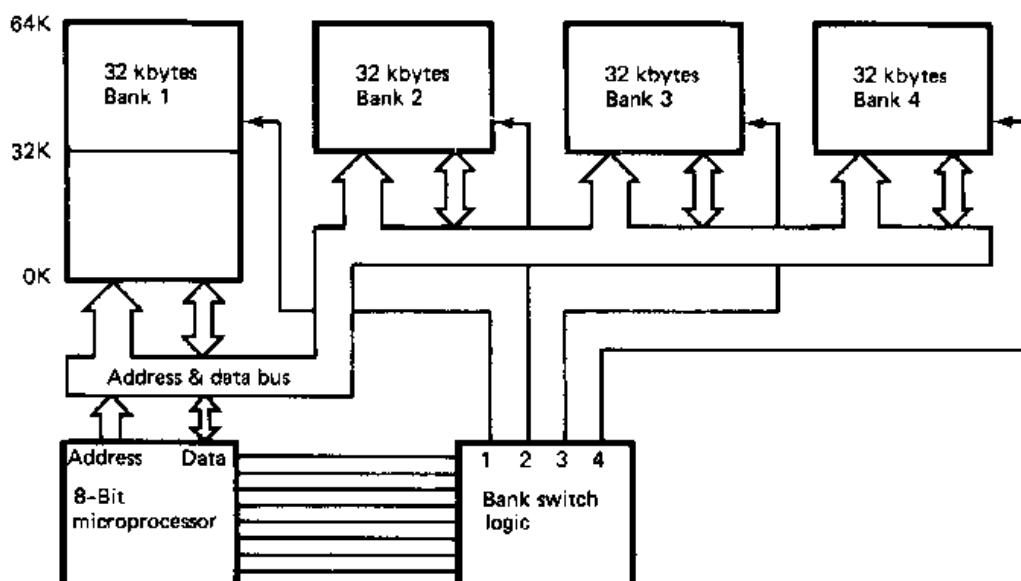 64K
32 kbytes
Bank 1
32 kbytes
Bank 2
32 kbytes
Bank 3
32 kbytes
Bank 4
32K
0K
Address & data bus
Address Data
8-Bit
microprocessor
1 2 3 4
Bank switch
logic